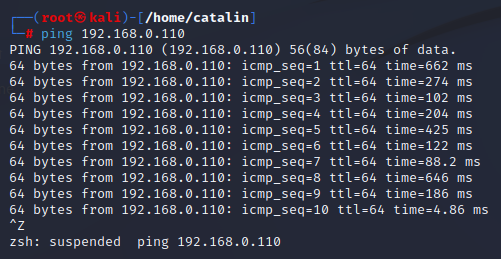 ┌──(root㉿kali)-[/home/catalin]
└─# ping 192.168.0.110
PING 192.168.0.110 (192.168.0.110) 56(84) bytes of data.
64 bytes from 192.168.0.110: icmp_seq=1 ttl=64 time=662 ms
64 bytes from 192.168.0.110: icmp_seq=2 ttl=64 time=274 ms
64 bytes from 192.168.0.110: icmp_seq=3 ttl=64 time=102 ms
64 bytes from 192.168.0.110: icmp_seq=4 ttl=64 time=204 ms
64 bytes from 192.168.0.110: icmp_seq=5 ttl=64 time=425 ms
64 bytes from 192.168.0.110: icmp_seq=6 ttl=64 time=122 ms
64 bytes from 192.168.0.110: icmp_seq=7 ttl=64 time=88.2 ms
64 bytes from 192.168.0.110: icmp_seq=8 ttl=64 time=646 ms
64 bytes from 192.168.0.110: icmp_seq=9 ttl=64 time=186 ms
64 bytes from 192.168.0.110: icmp_seq=10 ttl=64 time=4.86 ms
^Z
zsh: suspended  ping 192.168.0.110